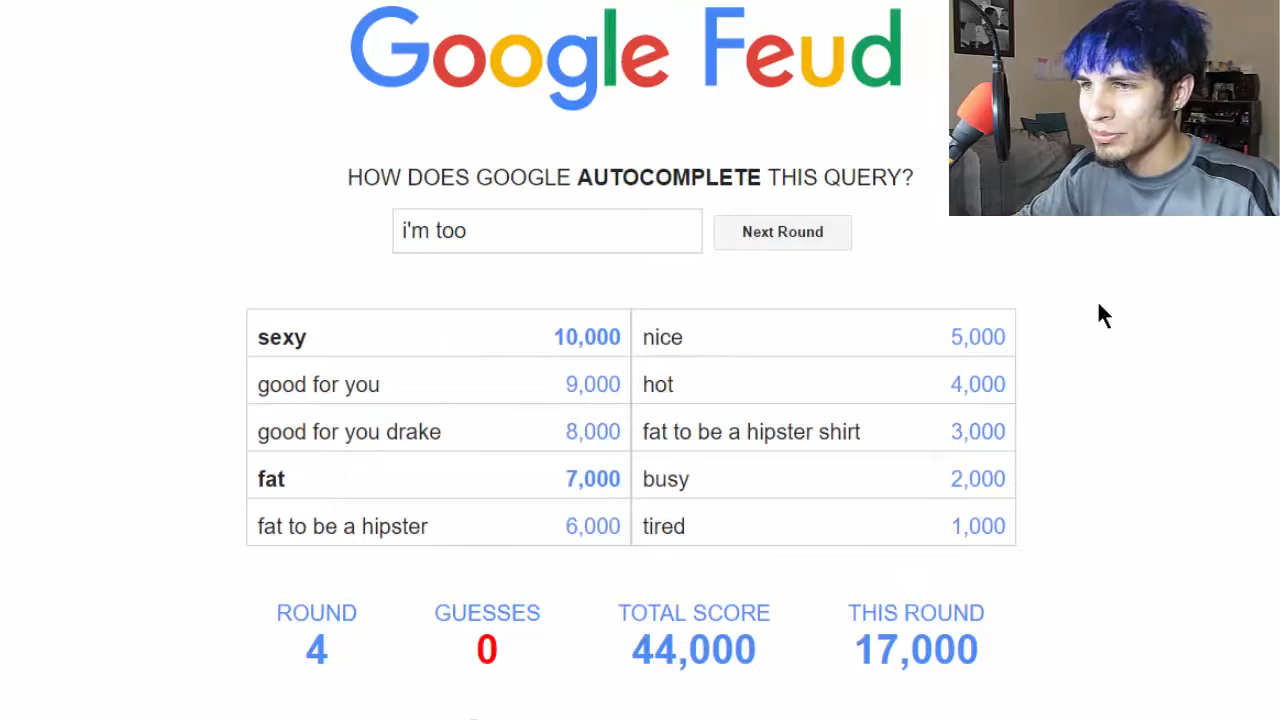 Google Feud
HOW DOES GOOGLE AUTOCOMPLETE THIS QUERY?
i'm too
Next Round
sexy 10,000 nice 5,000
good for you 9,000 hot 4,000
good for you drake 8,000 fat to be a hipster shirt 3,000
fat 7,000 busy 2,000
fat to be a hipster 6,000 tired 1,000
ROUND GUESSES TOTAL SCORE THIS ROUND
4 0 44,000 17,000